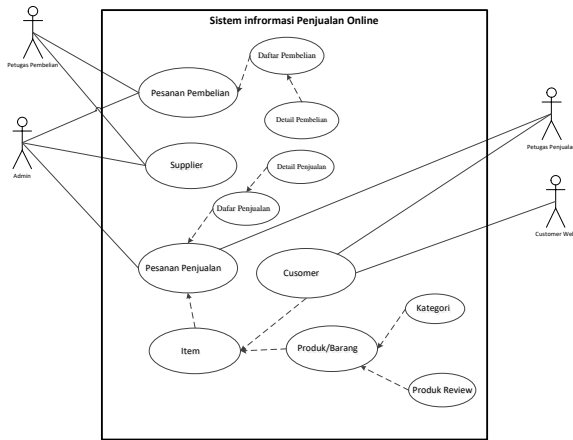 Sistem infrormasi Penjualan Online
Daftar Pembelian
Petugas Pembelian
Pesanan Pembelian
Detail Pembelian
Petugas Penjuala
Admin
Supplier
Detail Penjualan
Dafar Penjualan
Customer Wel
Pesanan Penjualan
Cusomer
Kategori
Item
Produk/Barang
Produk Review